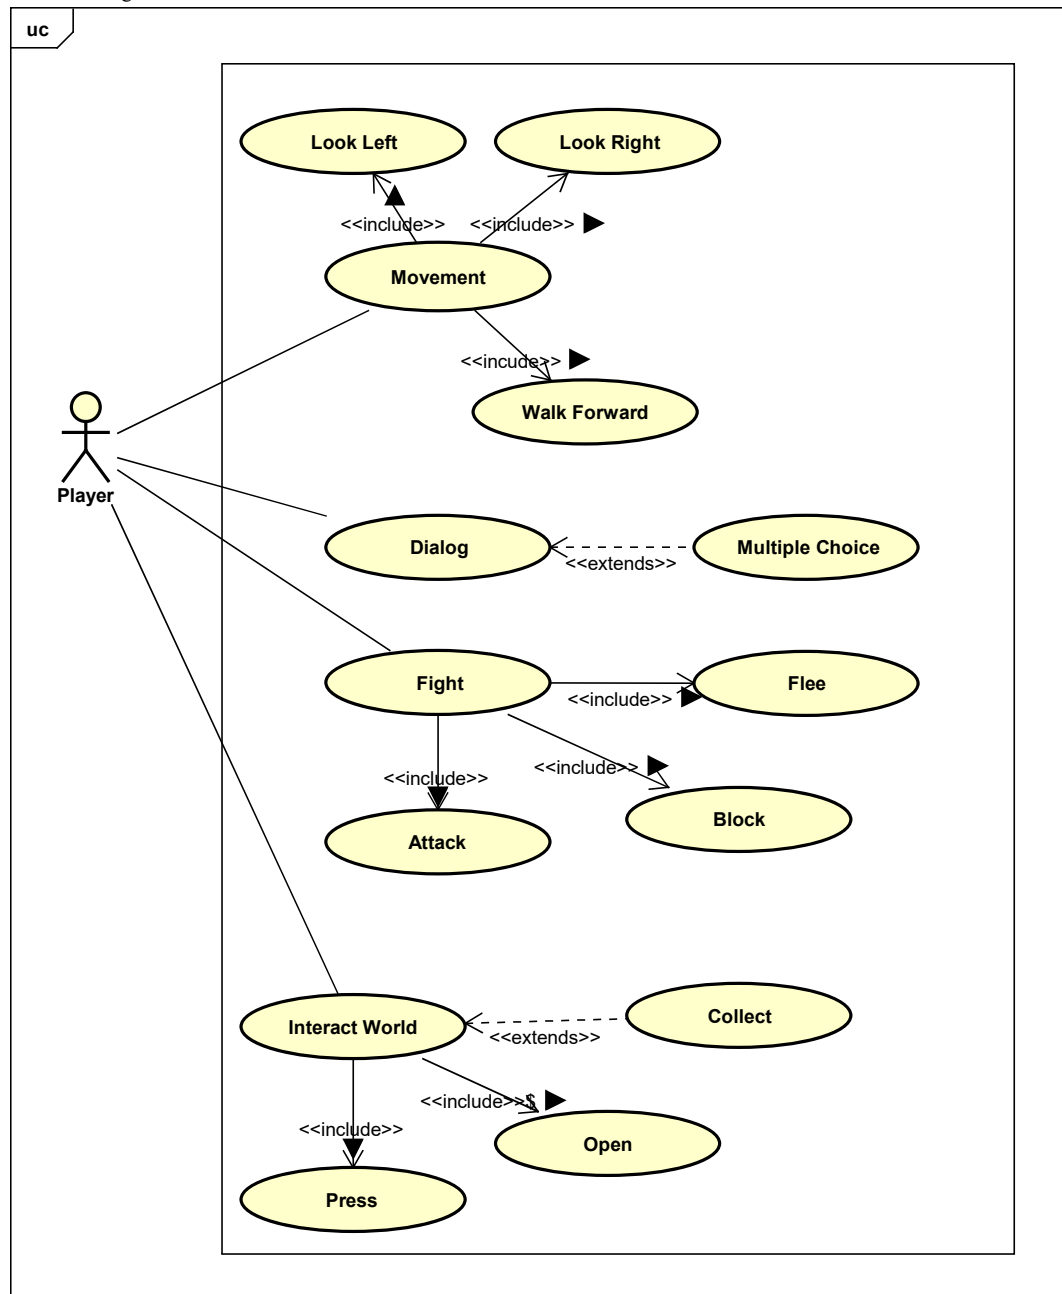 uc
Look Left
Look Right
<<include>>
<<include>>
Movement
<<incude>>
Walk Forward
Player
Dialog
<<extends>>
Multiple Choice
Fight
<<include>>
Flee
<<include>>
<<include>>
Attack
Block
Interact World
<<extends>>
Collect
<<include>>$
<<include>>
Open
Press